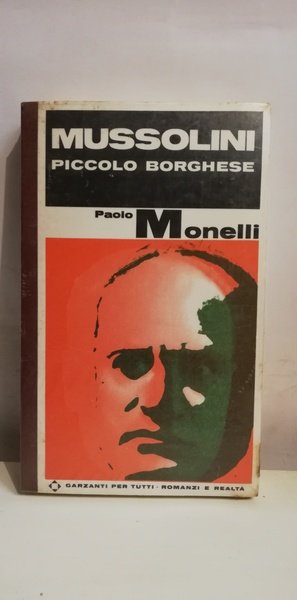 MUSSOLINI
PICCOLO BORGHESE
Paolo Monelli
GARZANTI PER TUTTI · ROMANZI E REALTÀ